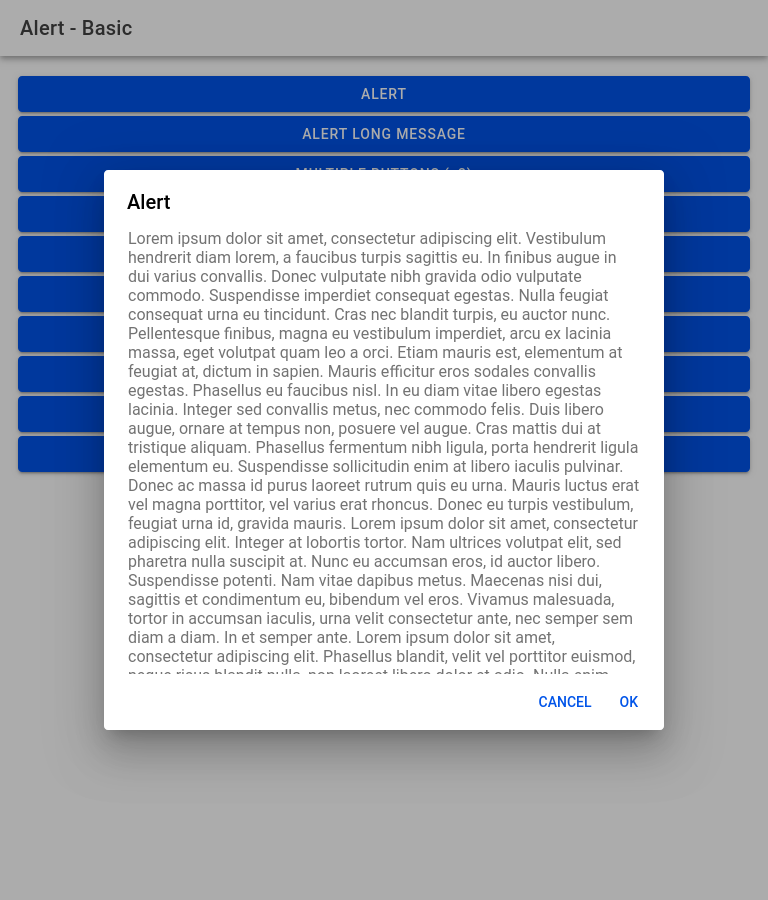 Alert - Basic
ALERT
ALERT LONG MESSAGE
Alert
Lorem ipsum dolor sit amet, consectetur adipiscing elit. Vestibulum
hendrerit diam lorem, a faucibus turpis sagittis eu. In finibus augue in
dui varius convallis. Donec vulputate nibh gravida odio vulputate
commodo. Suspendisse imperdiet consequat egestas. Nulla feugiat
consequat urna eu tincidunt. Cras nec blandit turpis, eu auctor nunc.
Pellentesque finibus, magna eu vestibulum imperdiet, arcu ex lacinia
massa, eget volutpat quam leo a orci. Etiam mauris est, elementum at
feugiat at, dictum in sapien. Mauris efficitur eros sodales convallis
egestas. Phasellus eu faucibus nisl. In eu diam vitae libero egestas
lacinia. Integer sed convallis metus, nec commodo felis. Duis libero
augue, ornare at tempus non, posuere vel augue. Cras mattis dui at
tristique aliquam. Phasellus fermentum nibh ligula, porta hendrerit ligula
elementum eu. Suspendisse sollicitudin enim at libero iaculis pulvinar.
Donec ac massa id purus laoreet rutrum quis eu urna. Mauris luctus erat
vel magna porttitor, vel varius erat rhoncus. Donec eu turpis vestibulum,
feugiat urna id, gravida mauris. Lorem ipsum dolor sit amet, consectetur
adipiscing elit. Integer at lobortis tortor. Nam ultrices volutpat elit, sed
pharetra nulla suscipit at. Nunc eu accumsan eros, id auctor libero.
Suspendisse potenti. Nam vitae dapibus metus. Maecenas nisi dui,
sagittis et condimentum eu, bibendum vel eros. Vivamus malesuada,
tortor in accumsan iaculis, urna velit consectetur ante, nec semper sem
diam a diam. In et semper ante. Lorem ipsum dolor sit amet,
consectetur adipiscing elit. Phasellus blandit, velit vel porttitor euismod,
CANCEL OK